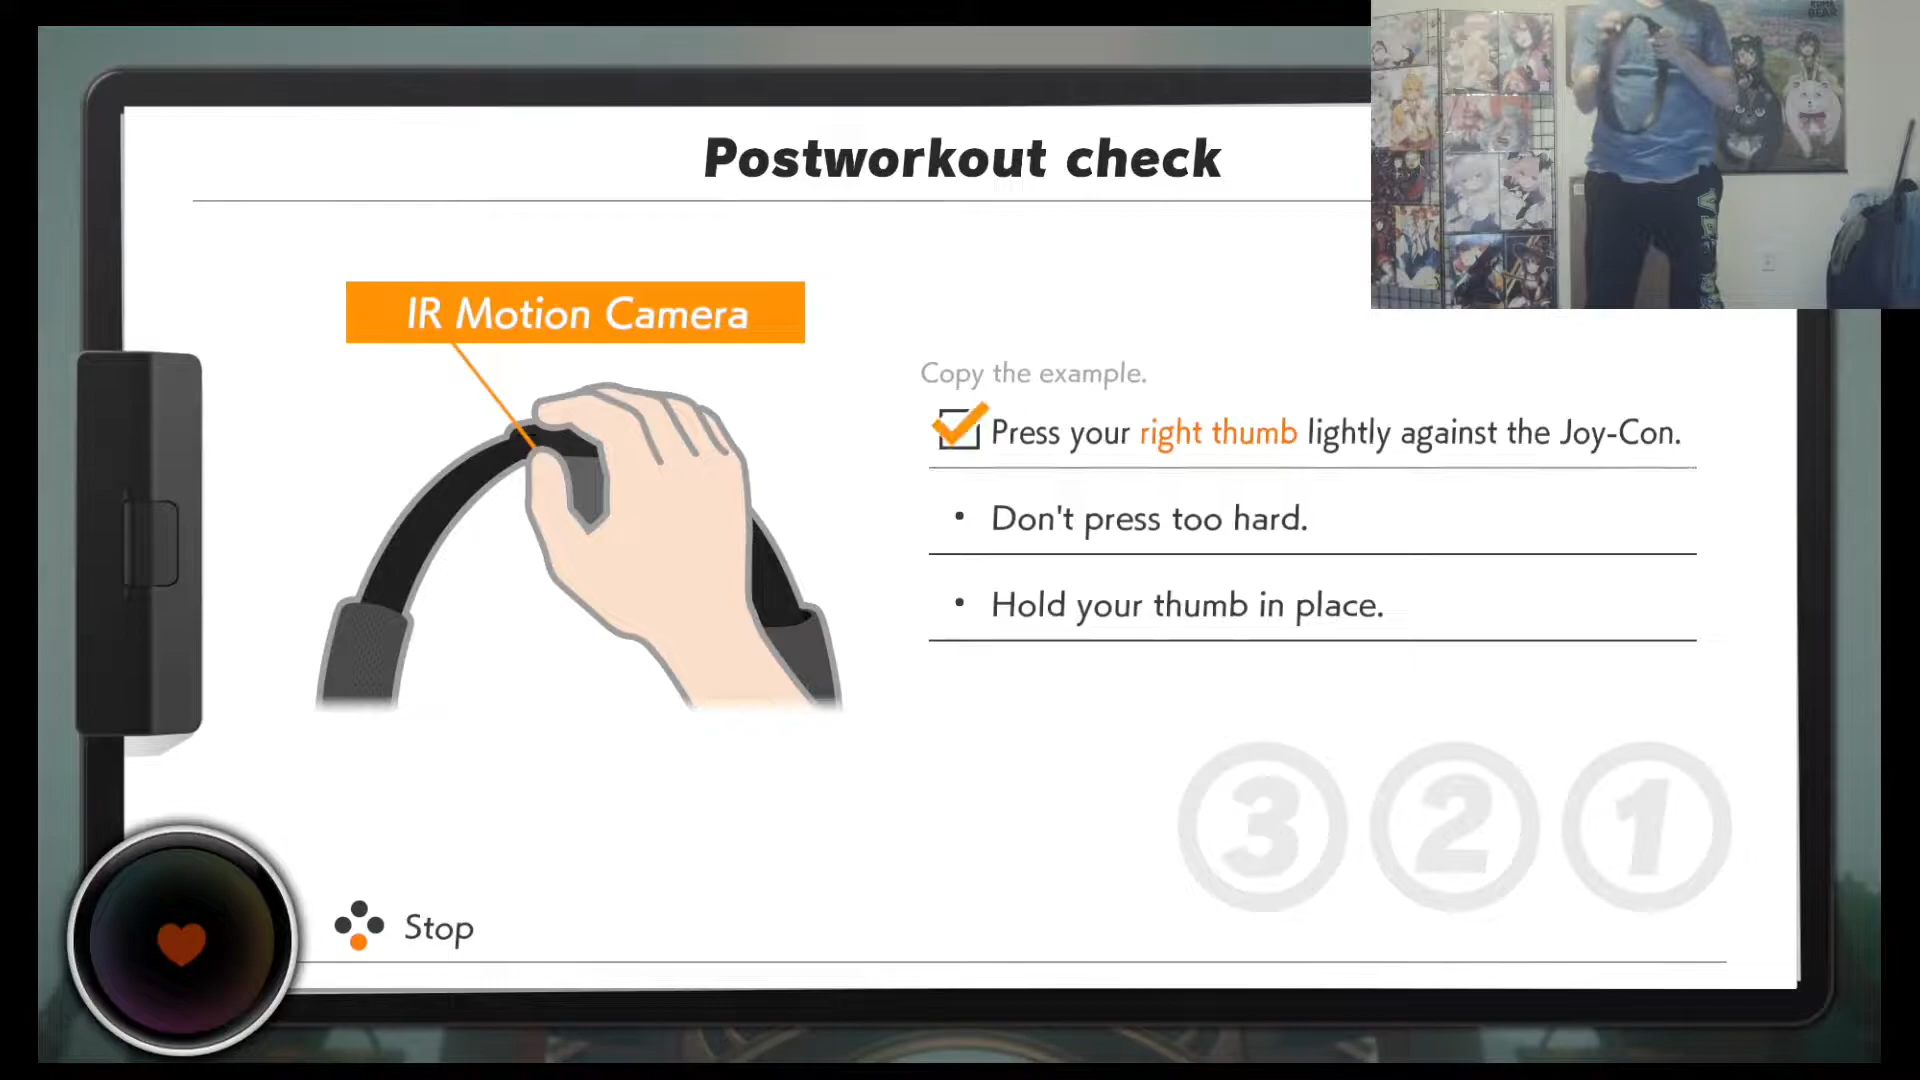 Postworkout check
IR Motion Camera
Copy the example.
Press your right thumb lightly against the Joy-Con.
• Don't press too hard.
• Hold your thumb in place.
3 2 1
Stop